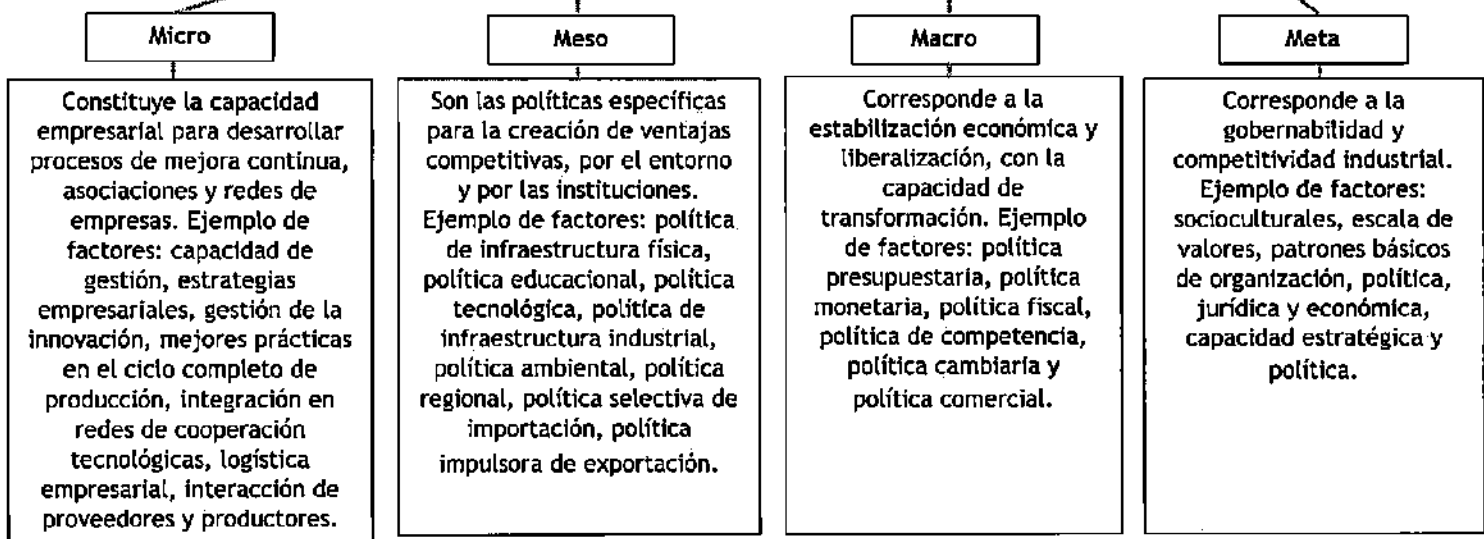 Micro
Constituye la capacidad
empresarial para desarrollar
procesos de mejora continua,
asociaciones y redes de
empresas. Ejemplo de
factores: capacidad de
gestión, estrategias
empresariales, gestión de la
innovación, mejores prácticas
en el ciclo completo de
producción, integración en
redes de cooperación
tecnológicas, logística
empresarial, interacción de
proveedores y productores.
Meso
Son las políticas específicas
para la creación de ventajas
competitivas, por el entorno
y por las instituciones.
Ejemplo de factores: política
de infraestructura física,
política educacional, política
tecnológica, política de
infraestructura industrial,
política ambiental, política
regional, política selectiva de
importación, política
impulsora de exportación.
Macro
Corresponde a la
estabilización económica y
liberalización, con la
capacidad de
transformación. Ejemplo
de factores: política
presupuestaria, política
monetaria, política fiscal,
política de competencia,
política cambiaria y
política comercial.
Meta
Corresponde a la
gobernabilidad y
competitividad industrial.
Ejemplo de factores:
socioculturales, escala de
valores, patrones básicos
de organización, política,
jurídica y económica,
capacidad estratégica y
política.